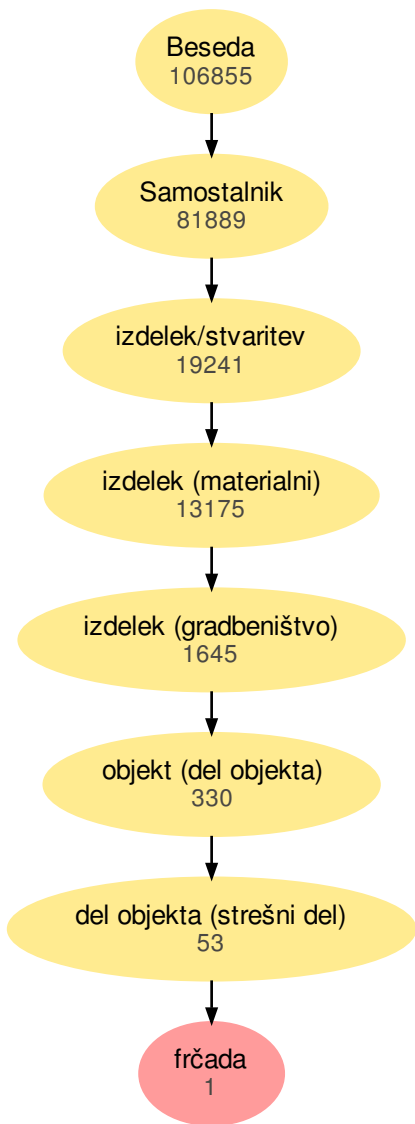 Beseda
106855
Samostalnik
81889
izdelek/stvaritev
19241
izdelek (materialni)
13175
izdelek (gradbeništvo)
1645
objekt (del objekta)
330
del objekta (strešni del)
53
frčada
1